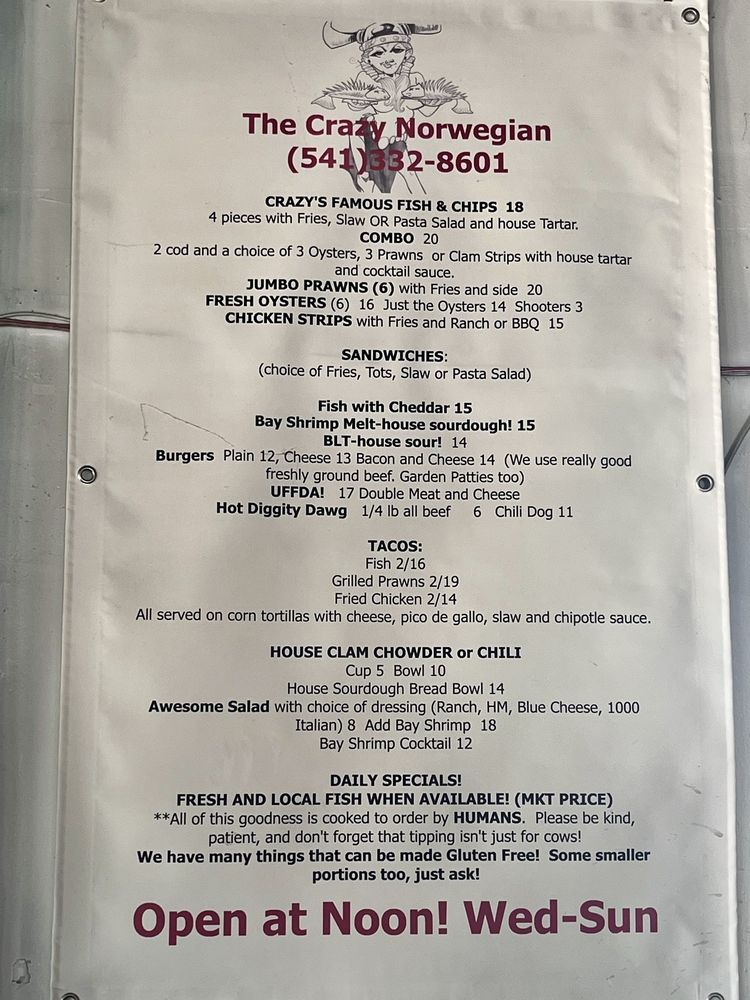 The Crazy Norwegian
(541)332-8601
CRAZY'S FAMOUS FISH & CHIPS 18
4 pieces with Fries, Slaw OR Pasta Salad and house Tartar.
COMBO 20
2 cod and a choice of 3 Oysters, 3 Prawns or Clam Strips with house tartar
and cocktail sauce.
JUMBO PRAWNS (6) with Fries and side 20
FRESH OYSTERS (6) 16 Just the Oysters 14 Shooters 3
CHICKEN STRIPS with Fries and Ranch or BBQ 15
SANDWICHES:
(choice of Fries, Tots, Slaw or Pasta Salad)
Fish with Cheddar 15
Bay Shrimp Melt-house sourdough! 15
BLT-house sour! 14
Burgers Plain 12, Cheese 13 Bacon and Cheese 14 (We use really good
freshly ground beef. Garden Patties too)
UFFDA! 17 Double Meat and Cheese
Hot Diggity Dawg 1/4 lb all beef 6 Chili Dog 11
TACOS:
Fish 2/16
Grilled Prawns 2/19
Fried Chicken 2/14
All served on corn tortillas with cheese, pico de gallo, slaw and chipotle sauce.
HOUSE CLAM CHOWDER or CHILI
Cup 5 Bowl 10
House Sourdough Bread Bowl 14
Awesome Salad with choice of dressing (Ranch, HM, Blue Cheese, 1000
Italian) 8 Add Bay Shrimp 18
Bay Shrimp Cocktail 12
DAILY SPECIALS!
FRESH AND LOCAL FISH WHEN AVAILABLE! (MKT PRICE)
**All of this goodness is cooked to order by HUMANS. Please be kind,
patient, and don't forget that tipping isn't just for cows!
We have many things that can be made Gluten Free! Some smaller
portions too, just ask!
Open at Noon! Wed-Sun